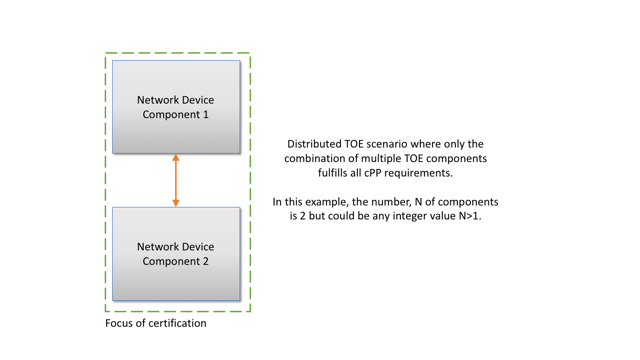 Network Device
Component 1
Distributed TOE scenario where only the
combination of multiple TOE components
fulfills all cPP requirements.
In this example, the number, N of components
is 2 but could be any integer value N>1.
Network Device
Component 2
Focus of certification